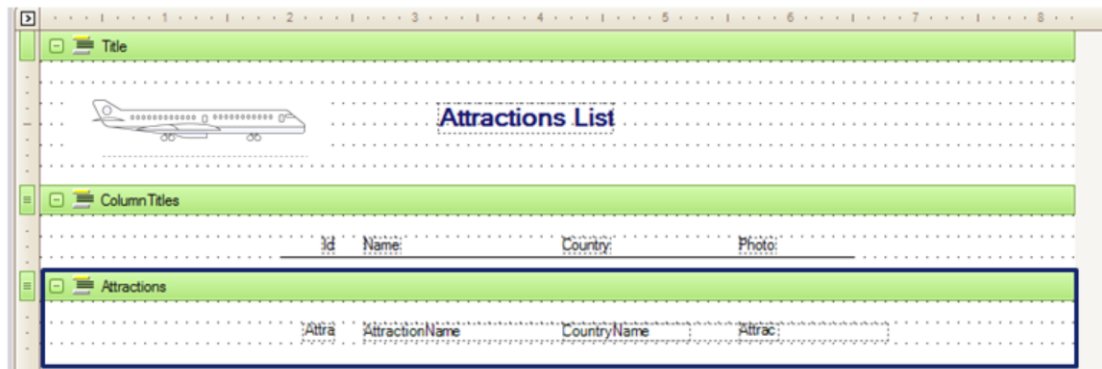 2 3 4 5 6 7 8
Title
Attractions List
ColumnTitles
Id Name Country Photo
Attractions
Attra AttractionName CountryName Attrac